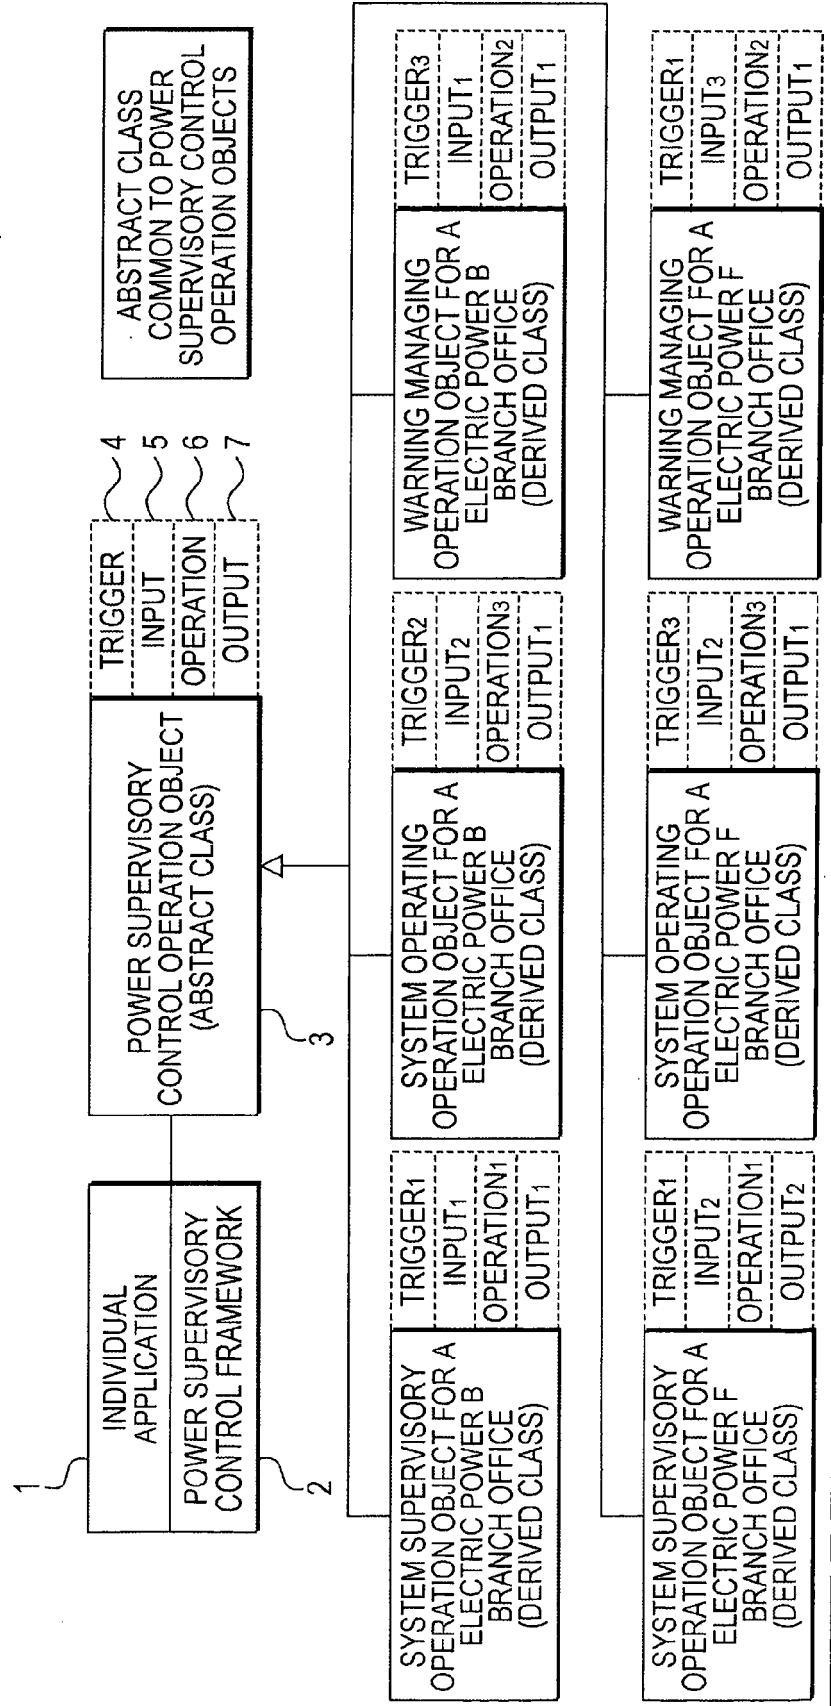 1
INDIVIDUAL
APPLICATION
POWER SUPERVISORY
CONTROL FRAMEWORK
2
POWER SUPERVISORY
CONTROL OPERATION OBJECT
(ABSTRACT CLASS)
3
TRIGGER
INPUT
OPERATION
OUTPUT
4
5
6
7
ABSTRACT CLASS
COMMON TO POWER
SUPERVISORY CONTROL
OPERATION OBJECTS
SYSTEM SUPERVISORY
OPERATION OBJECT FOR A
ELECTRIC POWER B
BRANCH OFFICE
(DERIVED CLASS)
TRIGGER1
INPUT1
OPERATION1
OUTPUT1
SYSTEM OPERATING
OPERATION OBJECT FOR A
ELECTRIC POWER B
BRANCH OFFICE
(DERIVED CLASS)
TRIGGER2
INPUT2
OPERATION3
OUTPUT1
WARNING MANAGING
OPERATION OBJECT FOR A
ELECTRIC POWER B
BRANCH OFFICE
(DERIVED CLASS)
TRIGGER3
INPUT1
OPERATION2
OUTPUT1
SYSTEM SUPERVISORY
OPERATION OBJECT FOR A
ELECTRIC POWER F
BRANCH OFFICE
(DERIVED CLASS)
TRIGGER1
INPUT2
OPERATION1
OUTPUT2
SYSTEM OPERATING
OPERATION OBJECT FOR A
ELECTRIC POWER F
BRANCH OFFICE
(DERIVED CLASS)
TRIGGER3
INPUT2
OPERATION3
OUTPUT1
WARNING MANAGING
OPERATION OBJECT FOR A
ELECTRIC POWER F
BRANCH OFFICE
(DERIVED CLASS)
TRIGGER1
INPUT3
OPERATION2
OUTPUT1